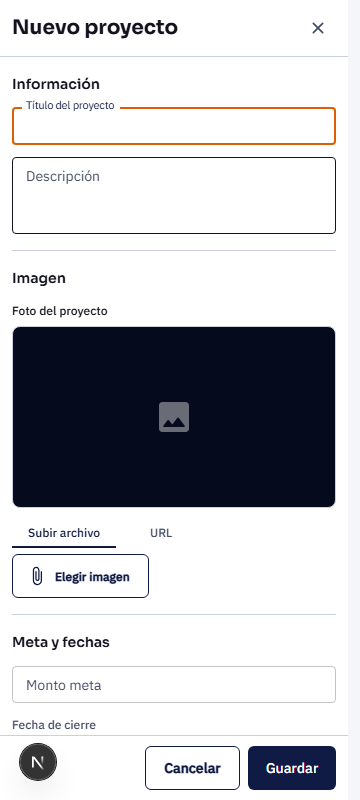 Nuevo proyecto
Información
Título del proyecto
Descripción
Imagen
Foto del proyecto
Subir archivo
URL
Elegir imagen
Meta y fechas
Monto meta
Fecha de cierre
N
Cancelar
Guardar